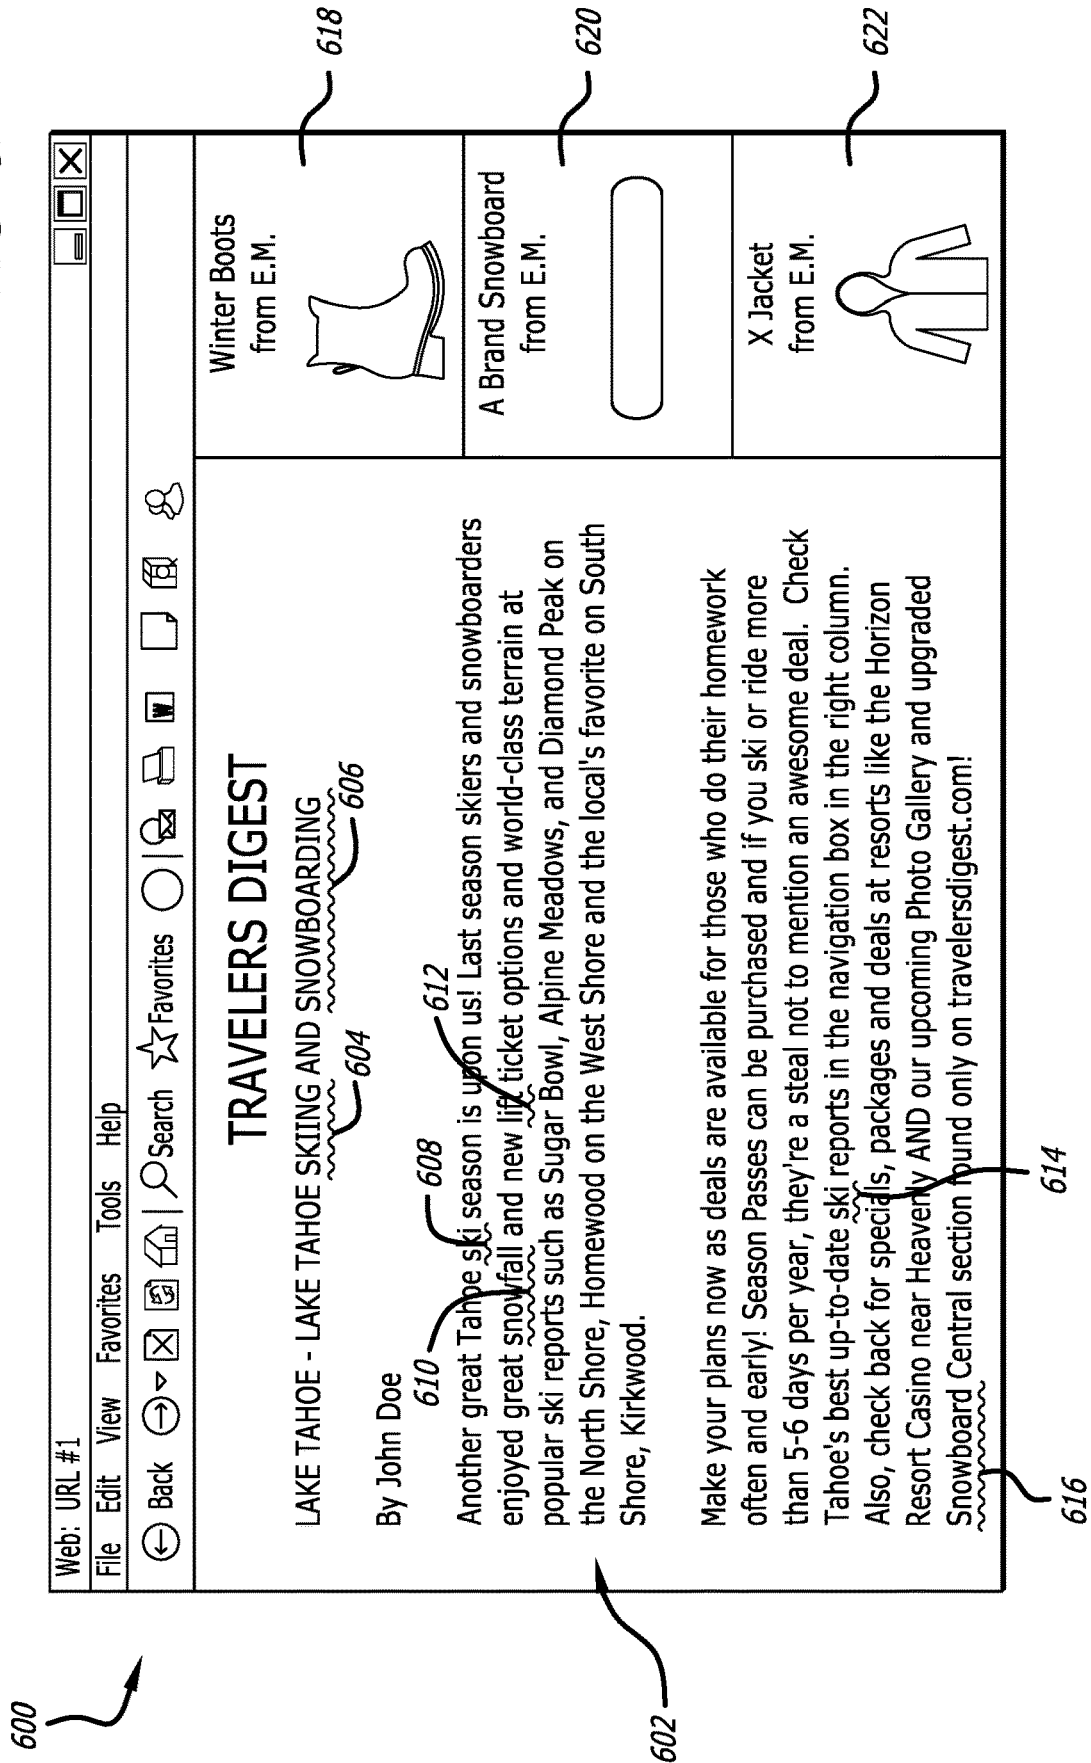 600
Web: URL #1
File Edit View Favorites Tools Help
Back Search Favorites W
TRAVELERS DIGEST
LAKE TAHOE - LAKE TAHOE SKIING AND SNOWBOARDING
604
606
By John Doe
610
608
612
Another great Tahoe ski season is upon us! Last season skiers and snowboarders
enjoyed great snowfall and new lift ticket options and world-class terrain at
popular ski reports such as Sugar Bowl, Alpine Meadows, and Diamond Peak on
the North Shore, Homewood on the West Shore and the local's favorite on South
Shore, Kirkwood.
602
Make your plans now as deals are available for those who do their homework
often and early! Season Passes can be purchased and if you ski or ride more
than 5-6 days per year, they're a steal not to mention an awesome deal. Check
Tahoe's best up-to-date ski reports in the navigation box in the right column.
Also, check back for specials, packages and deals at resorts like the Horizon
Resort Casino near Heavenly AND our upcoming Photo Gallery and upgraded
Snowboard Central section found only on travelersdigest.com!
616
614
Winter Boots
from E.M.
618
A Brand Snowboard
from E.M.
620
X Jacket
from E.M.
622